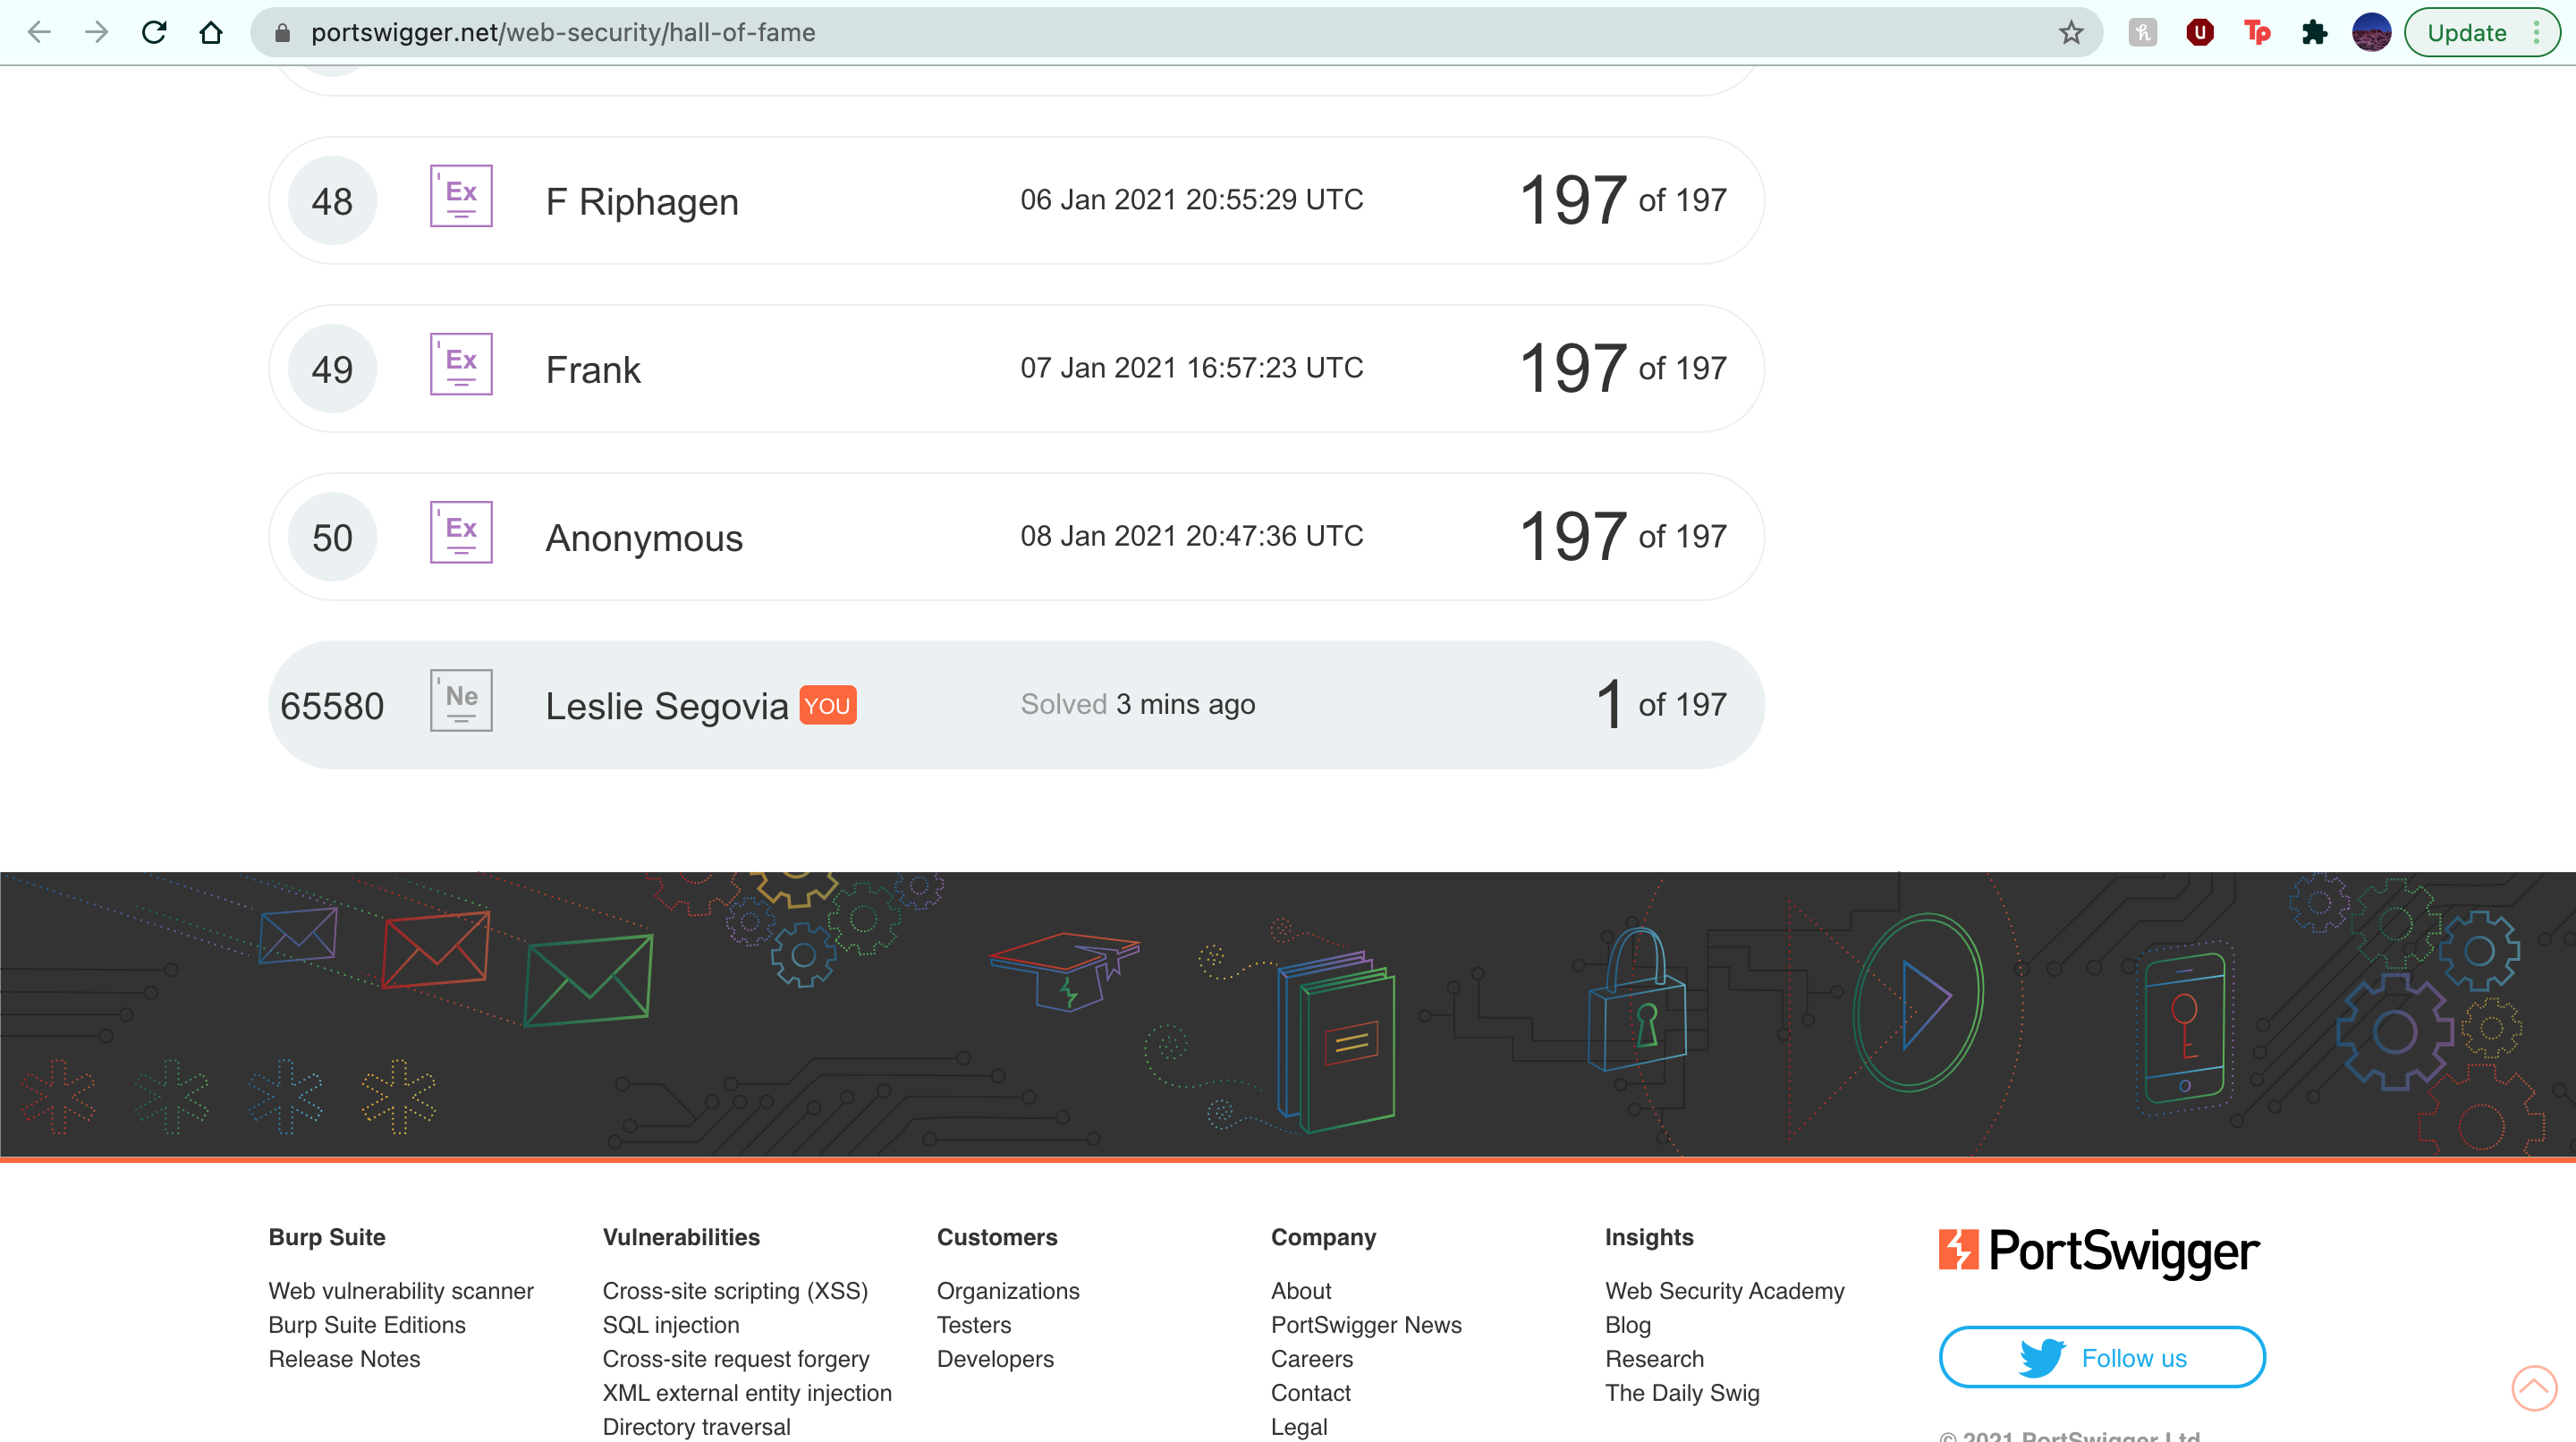 portswigger.net/web-security/hall-of-fame
Update
48 Ex F Riphagen 06 Jan 2021 20:55:29 UTC 197 of 197
49 Ex Frank 07 Jan 2021 16:57:23 UTC 197 of 197
50 Ex Anonymous 08 Jan 2021 20:47:36 UTC 197 of 197
65580 Ne Leslie Segovia YOU Solved 3 mins ago 1 of 197
Burp Suite
Web vulnerability scanner
Burp Suite Editions
Release Notes
Vulnerabilities
Cross-site scripting (XSS)
SQL injection
Cross-site request forgery
XML external entity injection
Directory traversal
Customers
Organizations
Testers
Developers
Company
About
PortSwigger News
Careers
Contact
Legal
Insights
Web Security Academy
Blog
Research
The Daily Swig
PortSwigger
Follow us
© 2021 PortSwigger Ltd